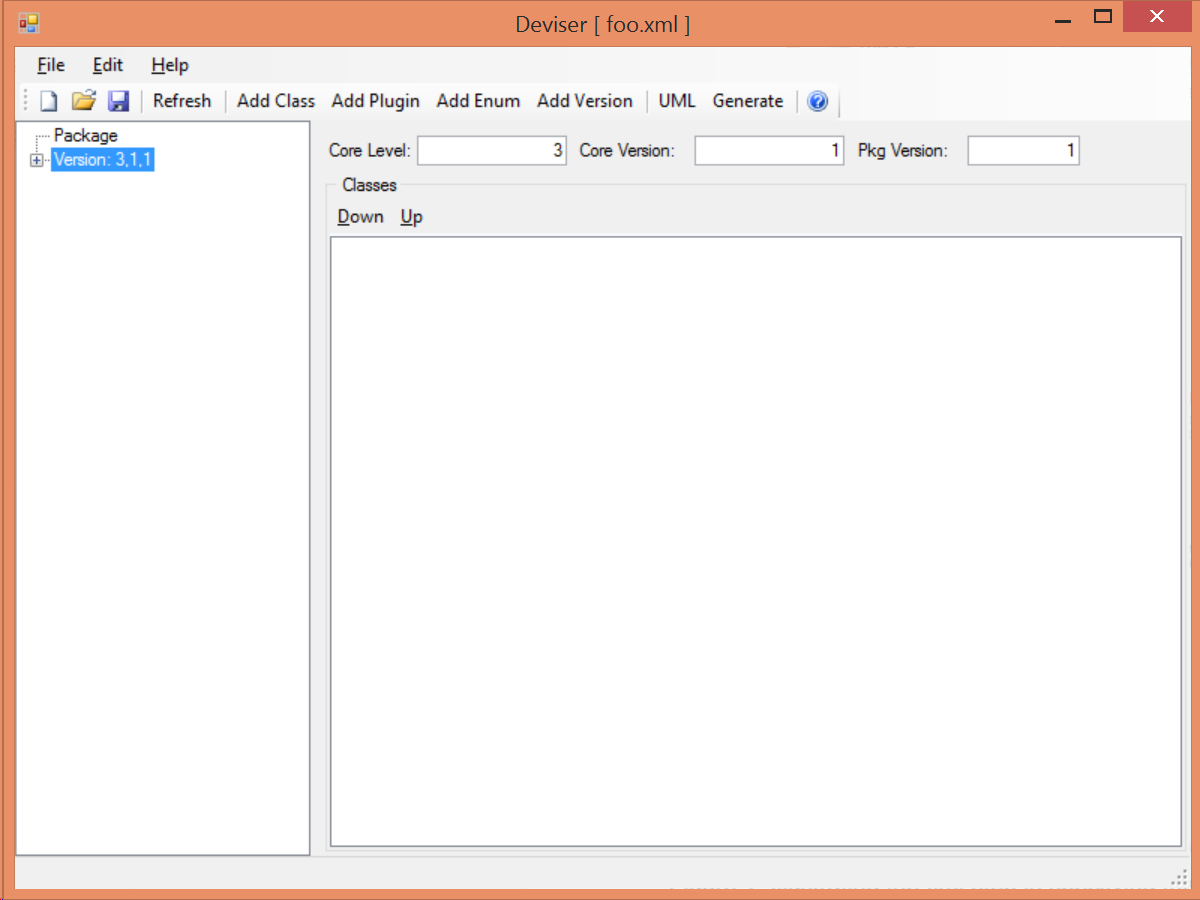 Deviser [ foo.xml ]
File Edit Help
Refresh Add Class Add Plugin Add Enum Add Version UML Generate
Package
Version: 3,1,1
Core Level: 3 Core Version: 1 Pkg Version: 1
Classes
Down Up